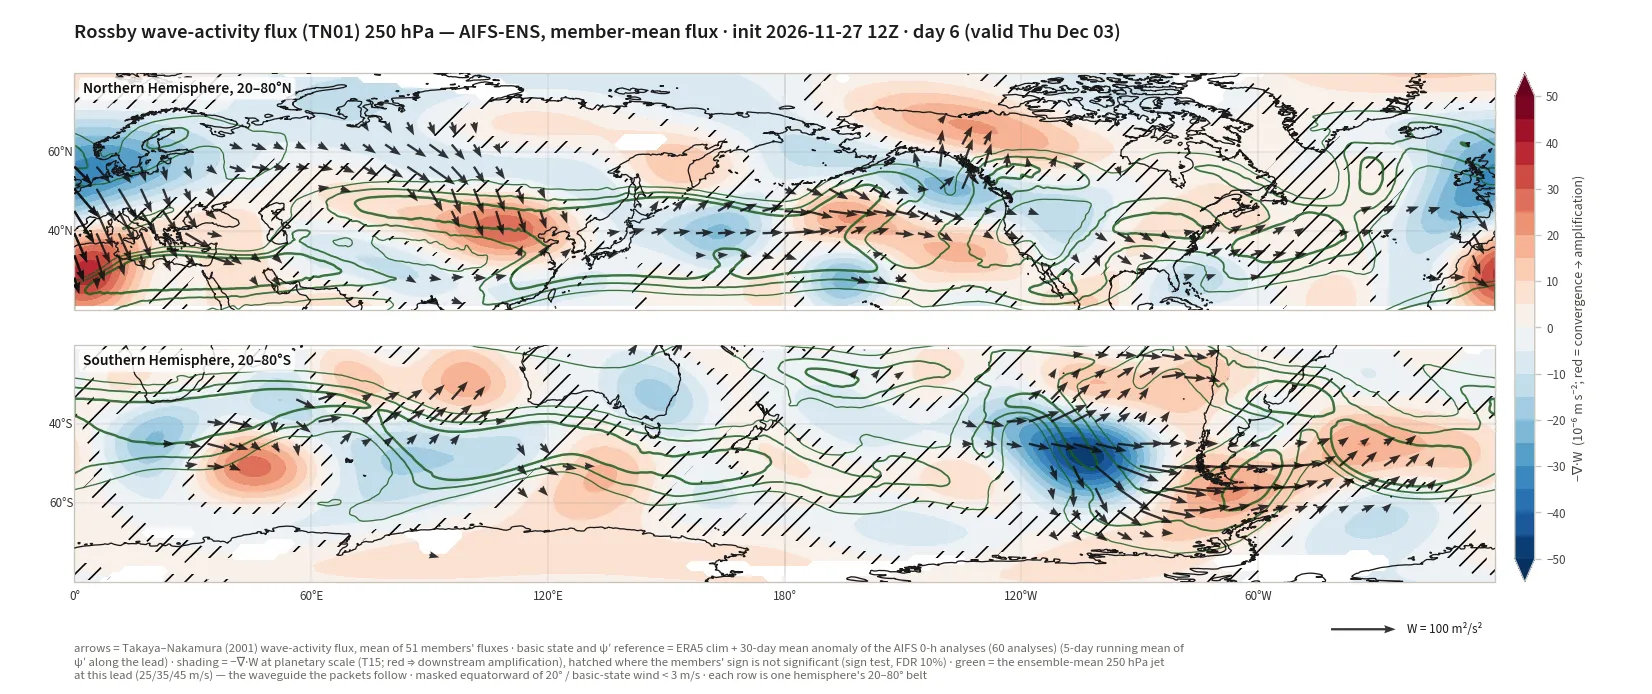 Rossby wave-activity flux (TN01) 250 hPa — AIFS-ENS, member-mean flux · init 2026-11-27 12Z · day 6 (valid Thu Dec 03)
Northern Hemisphere, 20–80°N
60°N
40°N
Southern Hemisphere, 20–80°S
40°S
60°S
0°
60°E
120°E
180°
120°W
60°W
50
40
30
20
10
0
−10
−20
−30
−40
−50
−∇·W (10⁻⁶ m s⁻²; red = convergence → amplification)
W = 100 m²/s²
arrows = Takaya–Nakamura (2001) wave-activity flux, mean of 51 members' fluxes · basic state and ψ' reference = ERA5 clim + 30-day mean anomaly of the AIFS 0-h analyses (60 analyses) (5-day running mean of
ψ' along the lead) · shading = −∇·W at planetary scale (T15; red ⇒ downstream amplification), hatched where the members' sign is not significant (sign test, FDR 10%) · green = the ensemble-mean 250 hPa jet
at this lead (25/35/45 m/s) — the waveguide the packets follow · masked equatorward of 20° / basic-state wind < 3 m/s · each row is one hemisphere's 20–80° belt